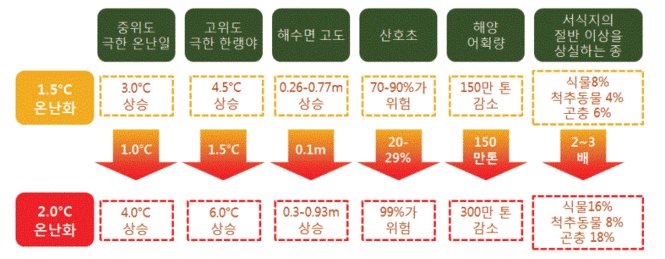 중위도
극한 온난일
고위도
극한 한랭야
해수면 고도
산호초
해양
어획량
서식지의
절반 이상을
상실하는 종
1.5°C
온난화
3.0°C
상승
4.5°C
상승
0.26-0.77m
상승
70-90%가
위험
150만 톤
감소
식물8%
척추동물 4%
곤충 6%
1.0°C
1.5°C
0.1m
20-
29%
150
만톤
2~3
배
2.0°C
온난화
4.0°C
상승
6.0°C
상승
0.3-0.93m
상승
99%가
위험
300만 톤
감소
식물16%
척추동물 8%
곤충 18%